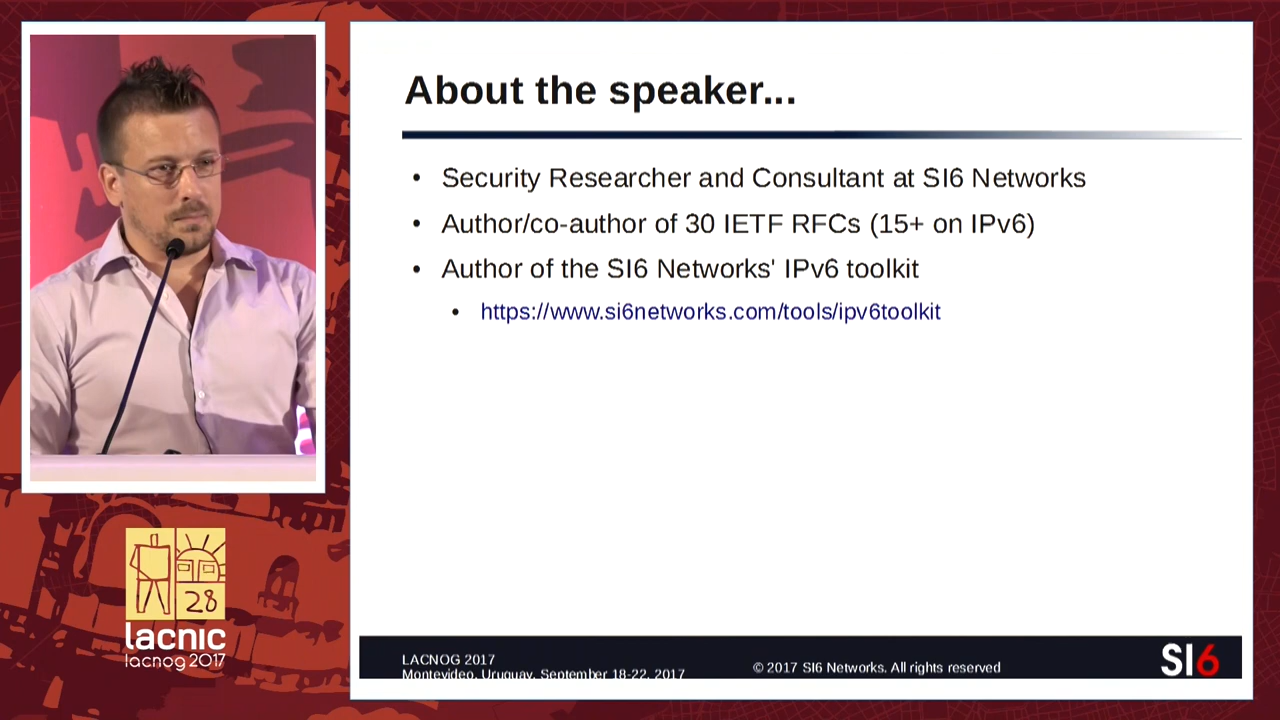 About the speaker...
• Security Researcher and Consultant at SI6 Networks
• Author/co-author of 30 IETF RFCs (15+ on IPv6)
• Author of the SI6 Networks' IPv6 toolkit
• https://www.si6networks.com/tools/ipv6toolkit
28
lacnic
lacnog 2017
LACNOG 2017
Montevideo, Uruguay, September 18-22, 2017
© 2017 SI6 Networks. All rights reserved
SI6